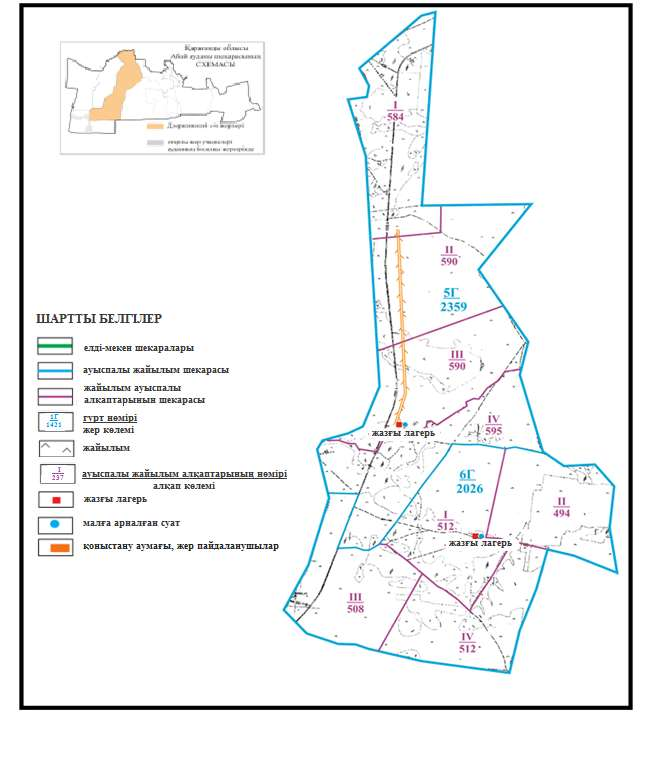 Қарағанды облысы
Абай ауданы шекарасының
СХЕМАСЫ
I
584
II
590
5Г
2359
III
590
IV
595
жазғы лагерь
6Г
2026
II
494
I
512
жазғы лагерь
III
508
IV
512
ШАРТТЫ БЕЛГІЛЕР
елді-мекен шекаралары
ауыспалы жайылым шекарасы
жайылым ауыспалы
алқаптарының шекарасы
1Г
1421
гурт нөмірі
жер көлемі
жайылым
I
237
ауыспалы жайылым алқаптарының нөмірі
алқап көлемі
жазғы лагерь
малға арналған суат
қоныстану аумағы, жер пайдаланушылар